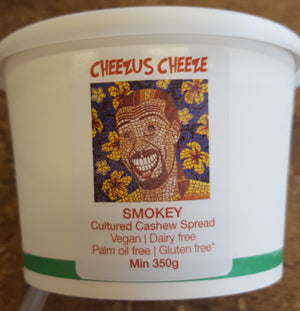 CHEEZUS CHEEZE
SMOKEY
Cultured Cashew Spread
Vegan | Dairy free
Palm oil free | Gluten free*
Min 350g